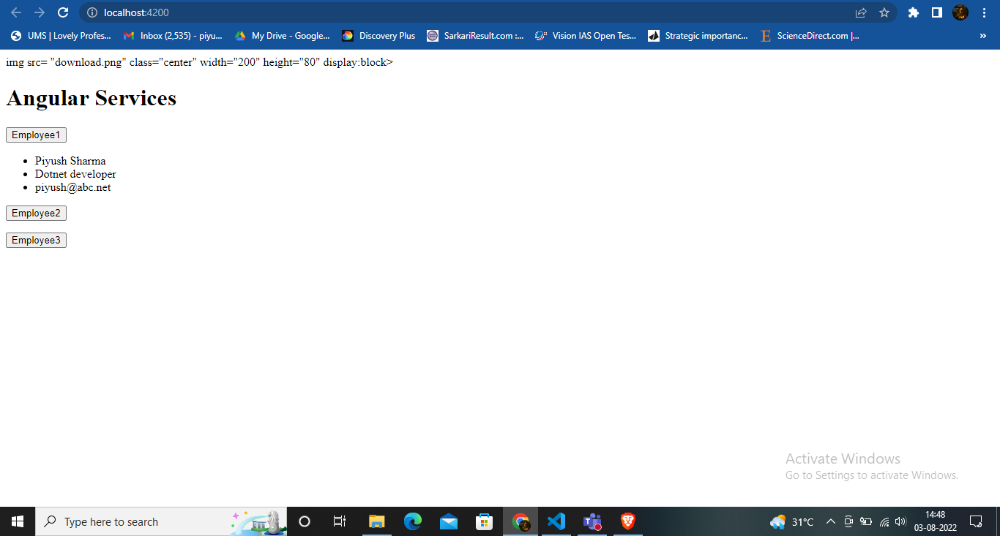 localhost:4200
UMS | Lovely Profes... Inbox (2,535) - piyu... My Drive - Google... Discovery Plus SarkariResult.com :... Vision IAS Open Tes... Strategic importanc... ScienceDirect.com |... »
img src= "download.png" class="center" width="200" height="80" display:block>
Angular Services
Employee1
• Piyush Sharma
• Dotnet developer
• piyush@abc.net
Employee2
Employee3
Activate Windows
Go to Settings to activate Windows.
Type here to search
31°C
14:48
03-08-2022